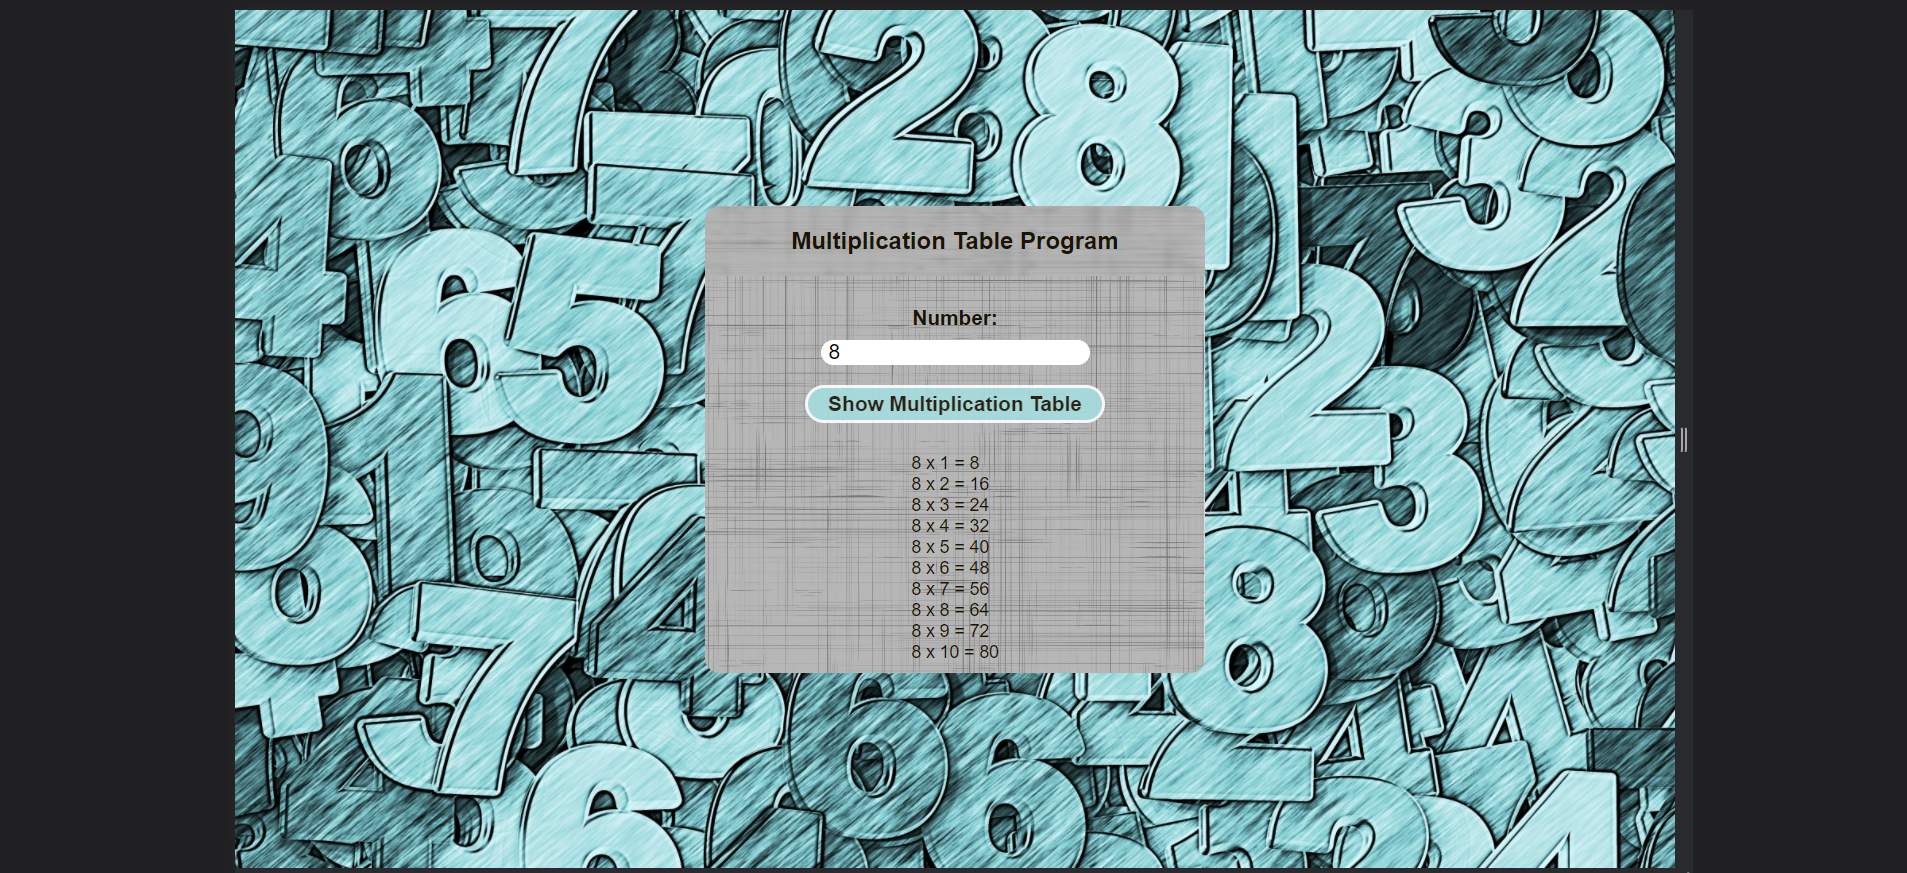 Multiplication Table Program
Number:
8
Show Multiplication Table
8 x 1 = 8
8 x 2 = 16
8 x 3 = 24
8 x 4 = 32
8 x 5 = 40
8 x 6 = 48
8 x 7 = 56
8 x 8 = 64
8 x 9 = 72
8 x 10 = 80